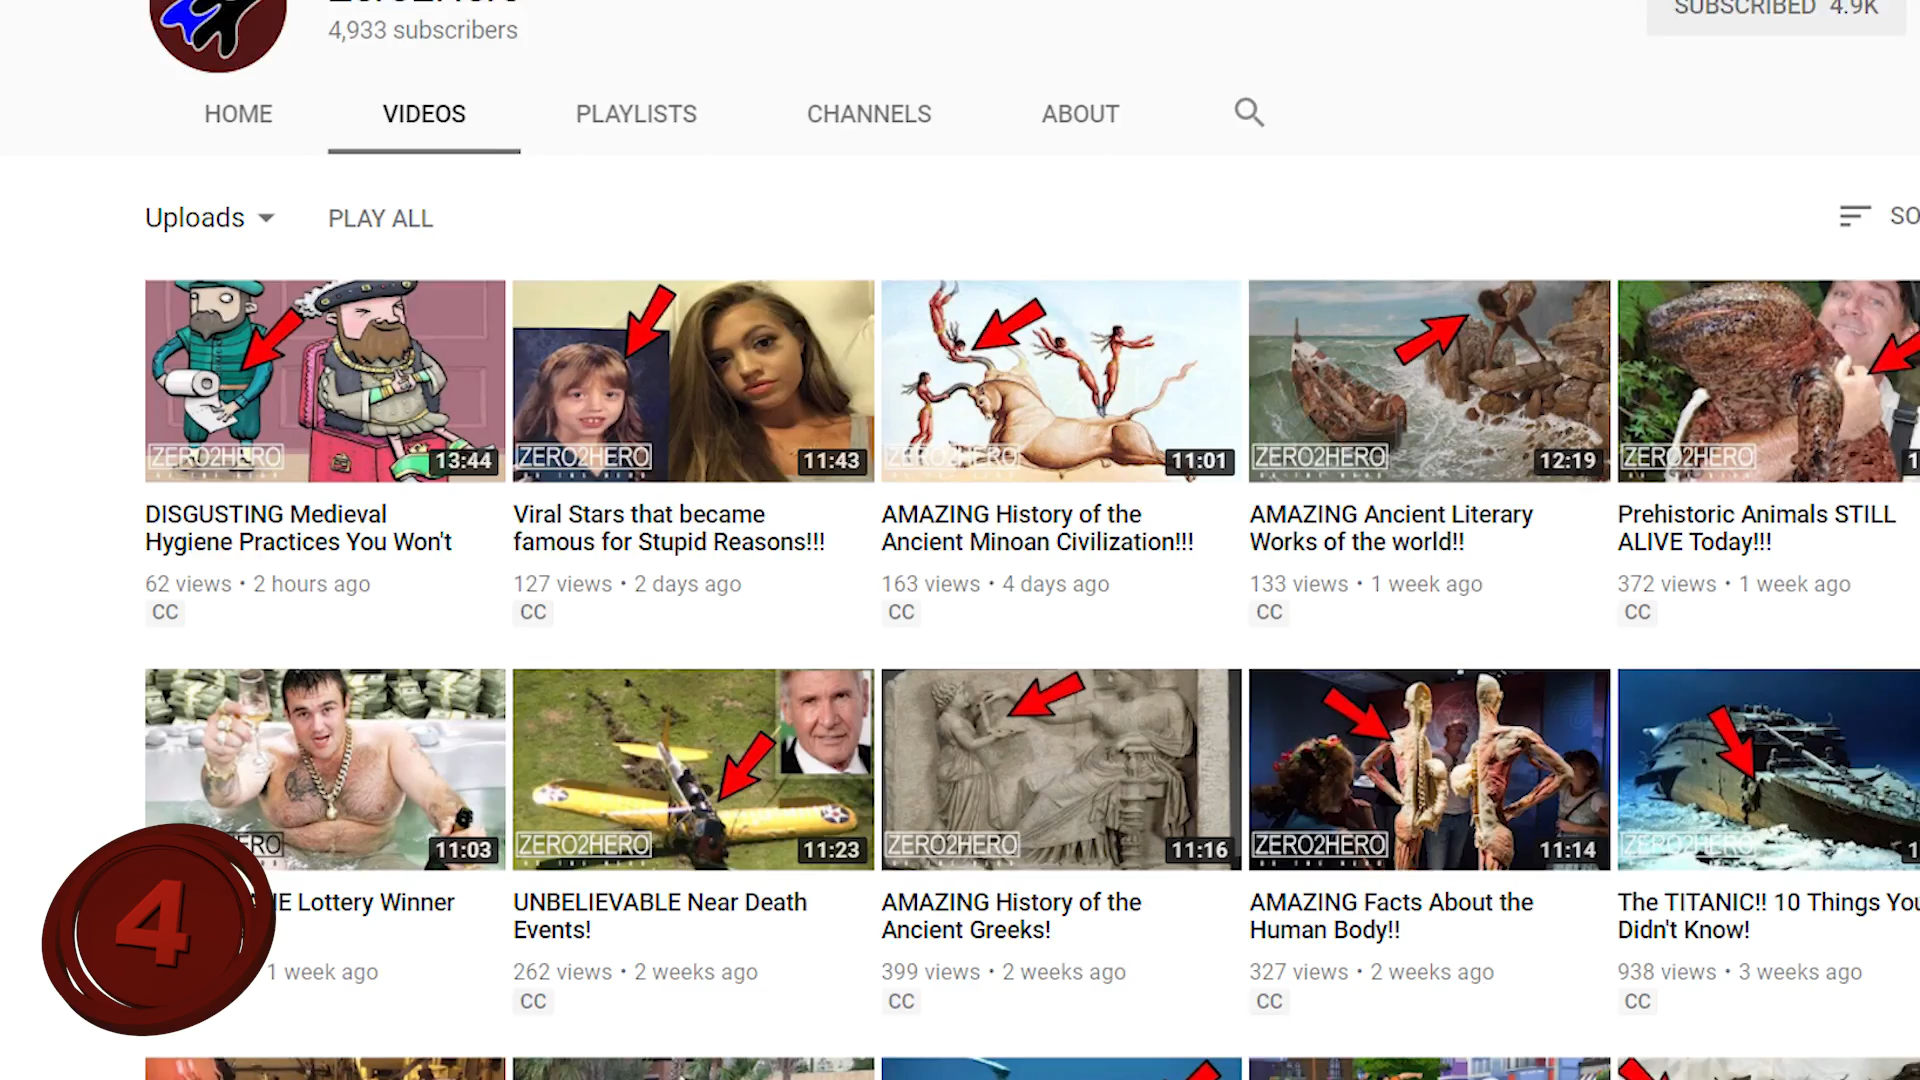 Zero2Hero
4,933 subscribers
SUBSCRIBED 4.9K
HOME
VIDEOS
PLAYLISTS
CHANNELS
ABOUT
Uploads
PLAY ALL
SO
ZERO2HERO
13:44
ZERO2HERO
11:43
ZERO2HERO
11:01
ZERO2HERO
12:19
ZERO2HERO
1
DISGUSTING Medieval
Hygiene Practices You Won't
62 views • 2 hours ago
CC
Viral Stars that became
famous for Stupid Reasons!!!
127 views • 2 days ago
CC
AMAZING History of the
Ancient Minoan Civilization!!!
163 views • 4 days ago
CC
AMAZING Ancient Literary
Works of the world!!
133 views • 1 week ago
CC
Prehistoric Animals STILL
ALIVE Today!!!
372 views • 1 week ago
CC
ERO
11:03
ZERO2HERO
11:23
ZERO2HERO
11:16
ZERO2HERO
11:14
ZERO2HERO
1
NE Lottery Winner
1 week ago
UNBELIEVABLE Near Death
Events!
262 views • 2 weeks ago
CC
AMAZING History of the
Ancient Greeks!
399 views • 2 weeks ago
CC
AMAZING Facts About the
Human Body!!
327 views • 2 weeks ago
CC
The TITANIC!! 10 Things You
Didn't Know!
938 views • 3 weeks ago
CC
4